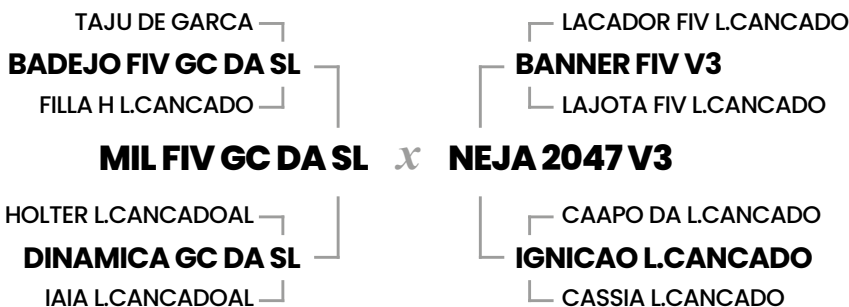 TAJU DE GARCA
LACADOR FIV L.CANCADO
BADEJO FIV GC DA SL
BANNER FIV V3
FILLA H L.CANCADO
LAJOTA FIV L.CANCADO
MIL FIV GC DA SL x NEJA 2047 V3
HOLTER L.CANCADOAL
CAAPO DA L.CANCADO
DINAMICA GC DA SL
IGNICAO L.CANCADO
IAIA L.CANCADOAL
CASSIA L.CANCADO